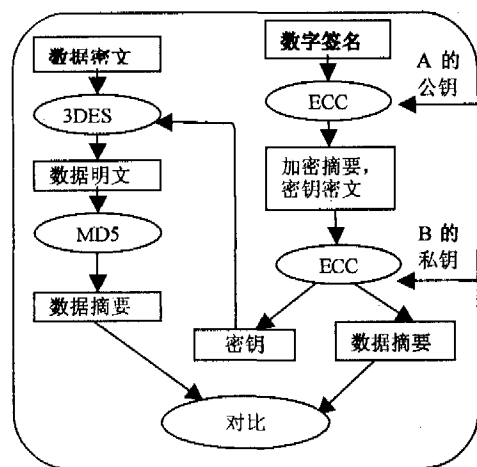 数据密文
数字签名
A 的
公钥
3DES
ECC
数据明文
加密摘要，
密钥密文
MD5
B 的
私钥
ECC
数据摘要
密钥
数据摘要
对比